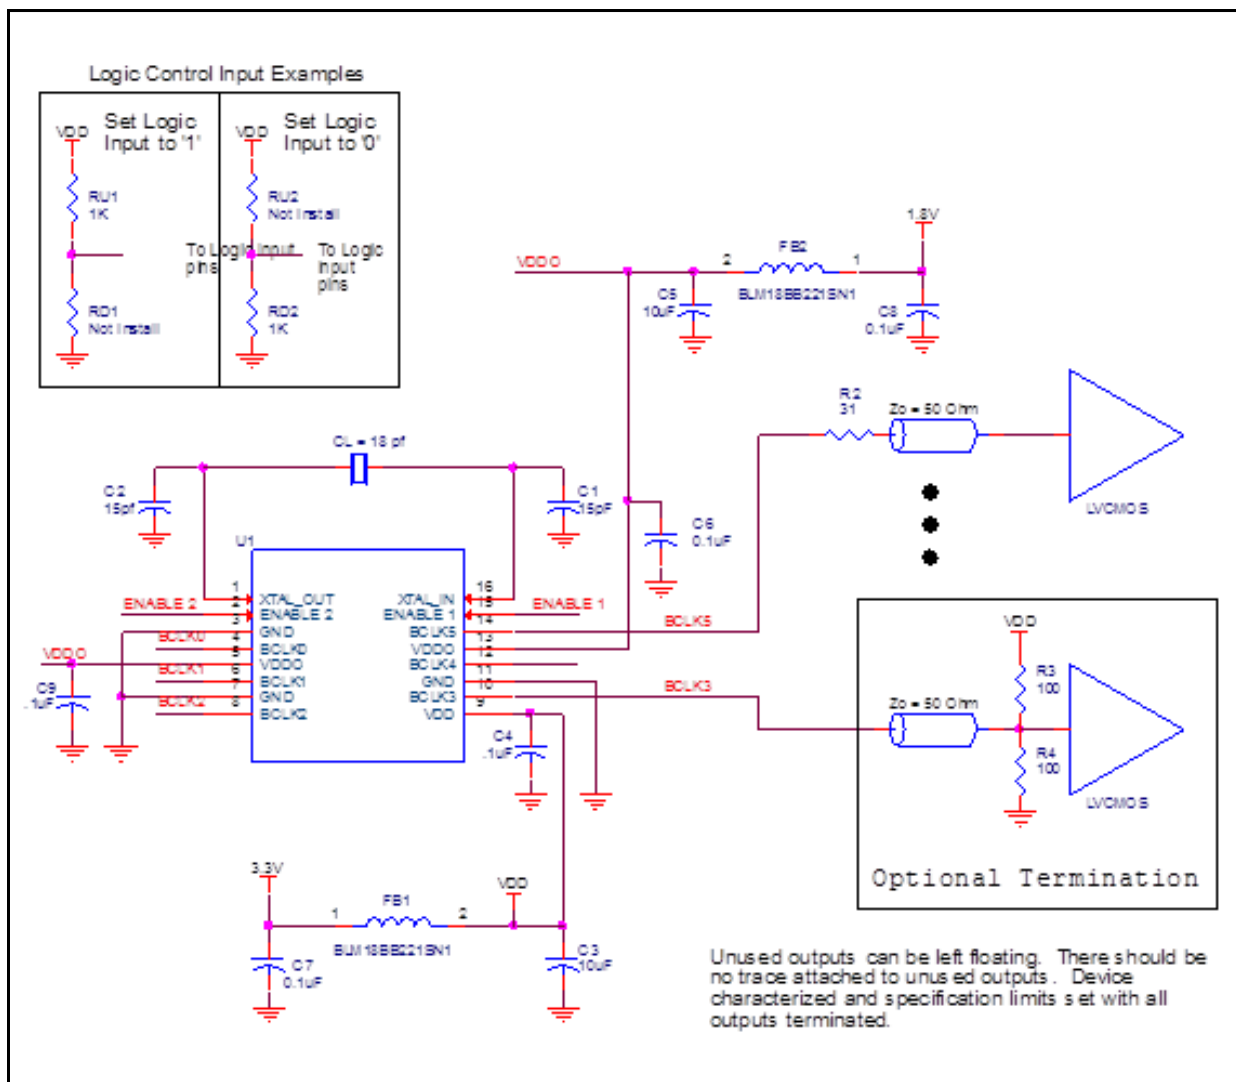 Logic Control Input Examples
Set Logic
Input to '1'
VDD
RU1
1K
To Logic Input
pins
RD1
Not Install
Set Logic
Input to '0'
VDD
RU2
Not Install
To Logic
Input
pins
RD2
1K
1.8V
VDDO
2
FB2
1
BLM18BB221SN1
C5
10uF
C8
0.1uF
R2
31
Zo = 50 Ohm
LVCMOS
CL = 18 pf
C2
15pf
C1
15pF
C6
0.1uF
U1
1
XTAL_OUT
XTAL_IN
16
ENABLE 2
2
ENABLE 2
ENABLE 1
15
ENABLE 1
3
GND
BCLK5
14
BCLK5
BCLK0
4
BCLK0
VDDO
13
VDDO
5
VDDO
BCLK4
12
BCLK1
6
BCLK1
GND
11
7
GND
BCLK3
10
BCLK3
BCLK2
8
BCLK2
VDD
9
C9
.1uF
C4
.1uF
VDD
R3
100
Zo = 50 Ohm
R4
100
LVCMOS
Optional Termination
3.3V
1
FB1
2
VDD
BLM18BB221SN1
C7
0.1uF
C3
10uF
Unused outputs can be left floating. There should be
no trace attached to unused outputs. Device
characterized and specification limits set with all
outputs terminated.